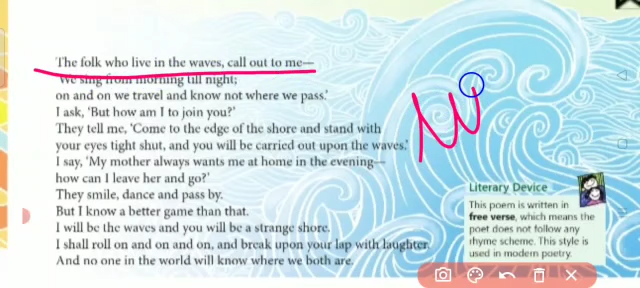 The folk who live in the waves, call out to me—
'We sing from morning till night;
on and on we travel and know not where we pass.'
I ask, 'But how am I to join you?'
They tell me, 'Come to the edge of the shore and stand with
your eyes tight shut, and you will be carried out upon the waves.'
I say, 'My mother always wants me at home in the evening—
how can I leave her and go?'
They smile, dance and pass by.
But I know a better game than that.
I will be the waves and you will be a strange shore.
I shall roll on and on and on, and break upon your lap with laughter.
And no one in the world will know where we both are.
Literary Device
This poem is written in
free verse, which means the
poet does not follow any
rhyme scheme. This style is
used in modern poetry.